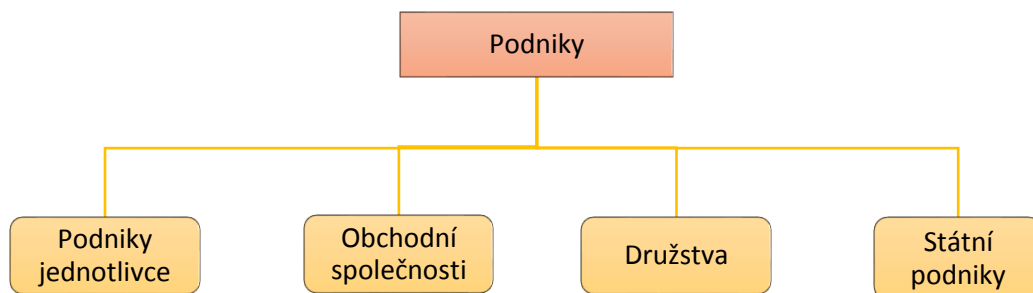 Podniky
Podniky
jednotlivce
Obchodní
společnosti
Družstva
Státní
podniky